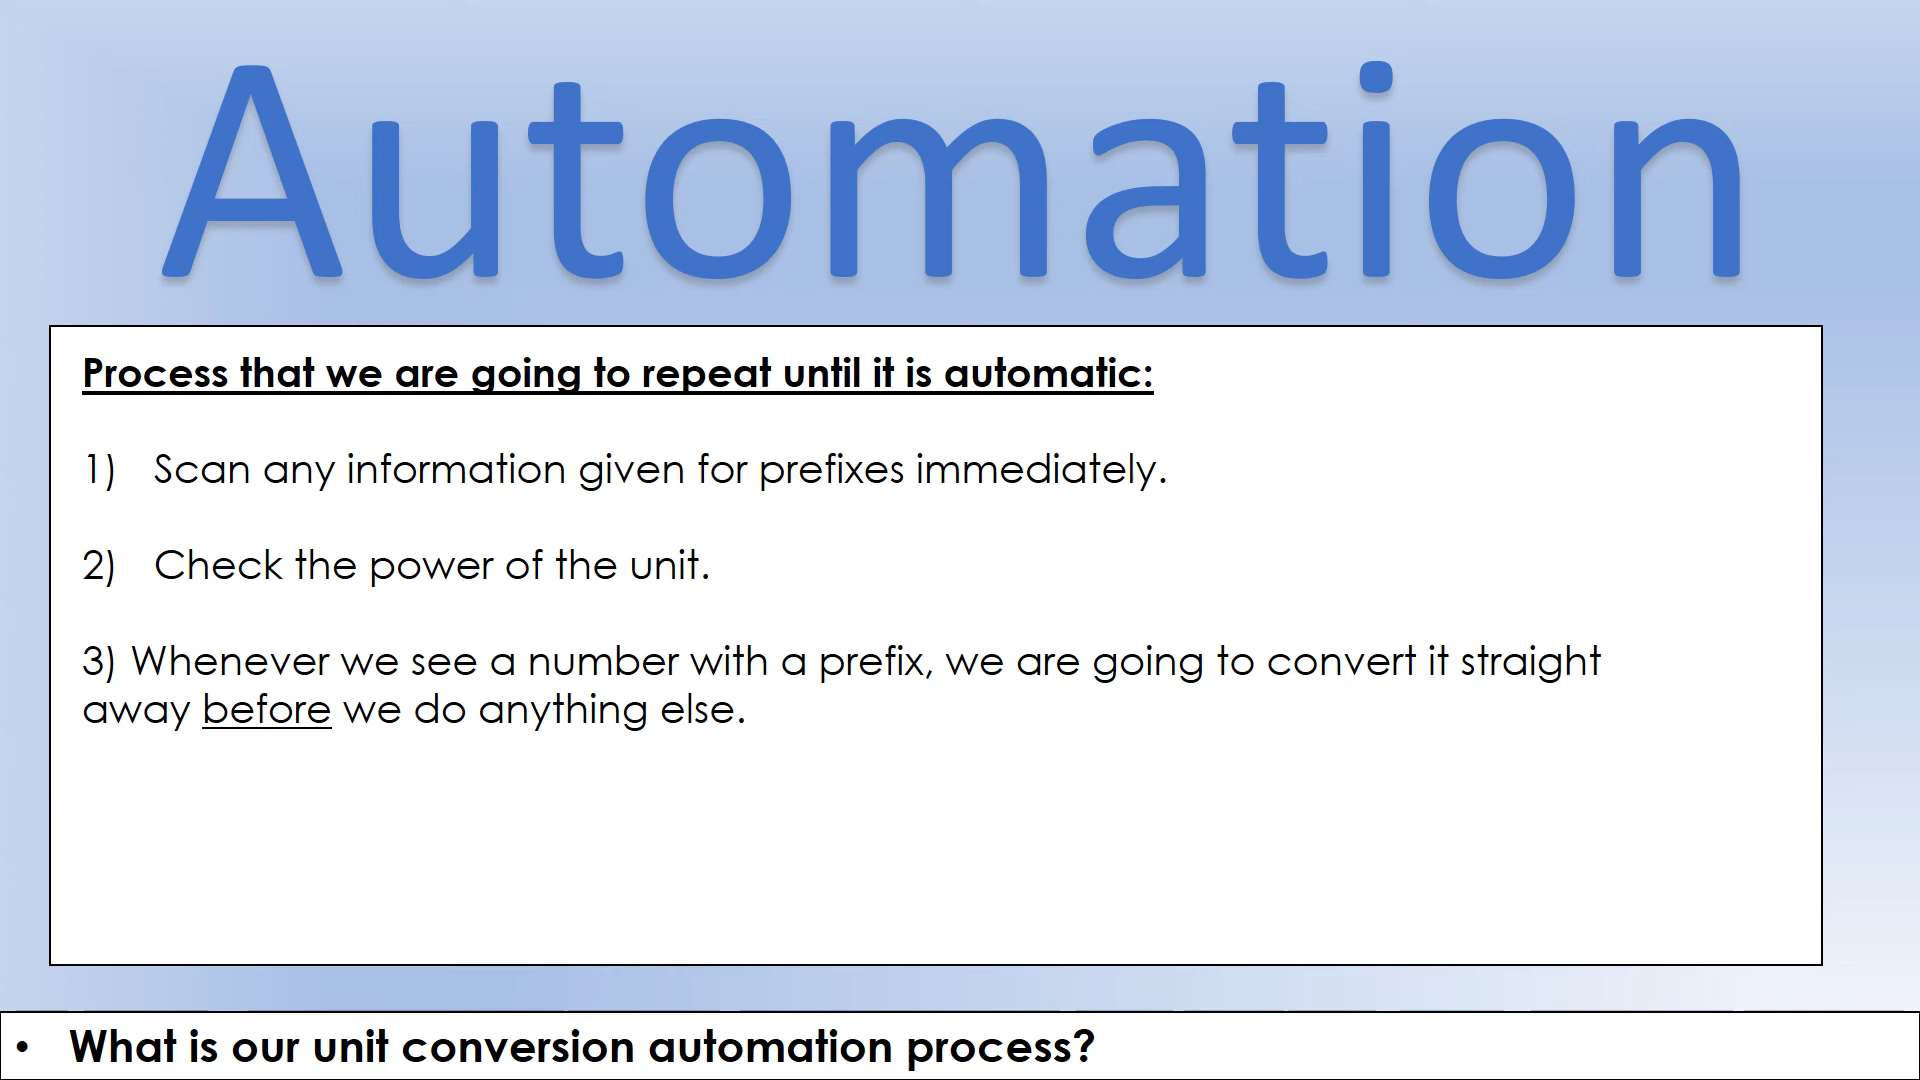 Automation
Process that we are going to repeat until it is automatic:
1) Scan any information given for prefixes immediately.
2) Check the power of the unit.
3) Whenever we see a number with a prefix, we are going to convert it straight
away before we do anything else.
• What is our unit conversion automation process?